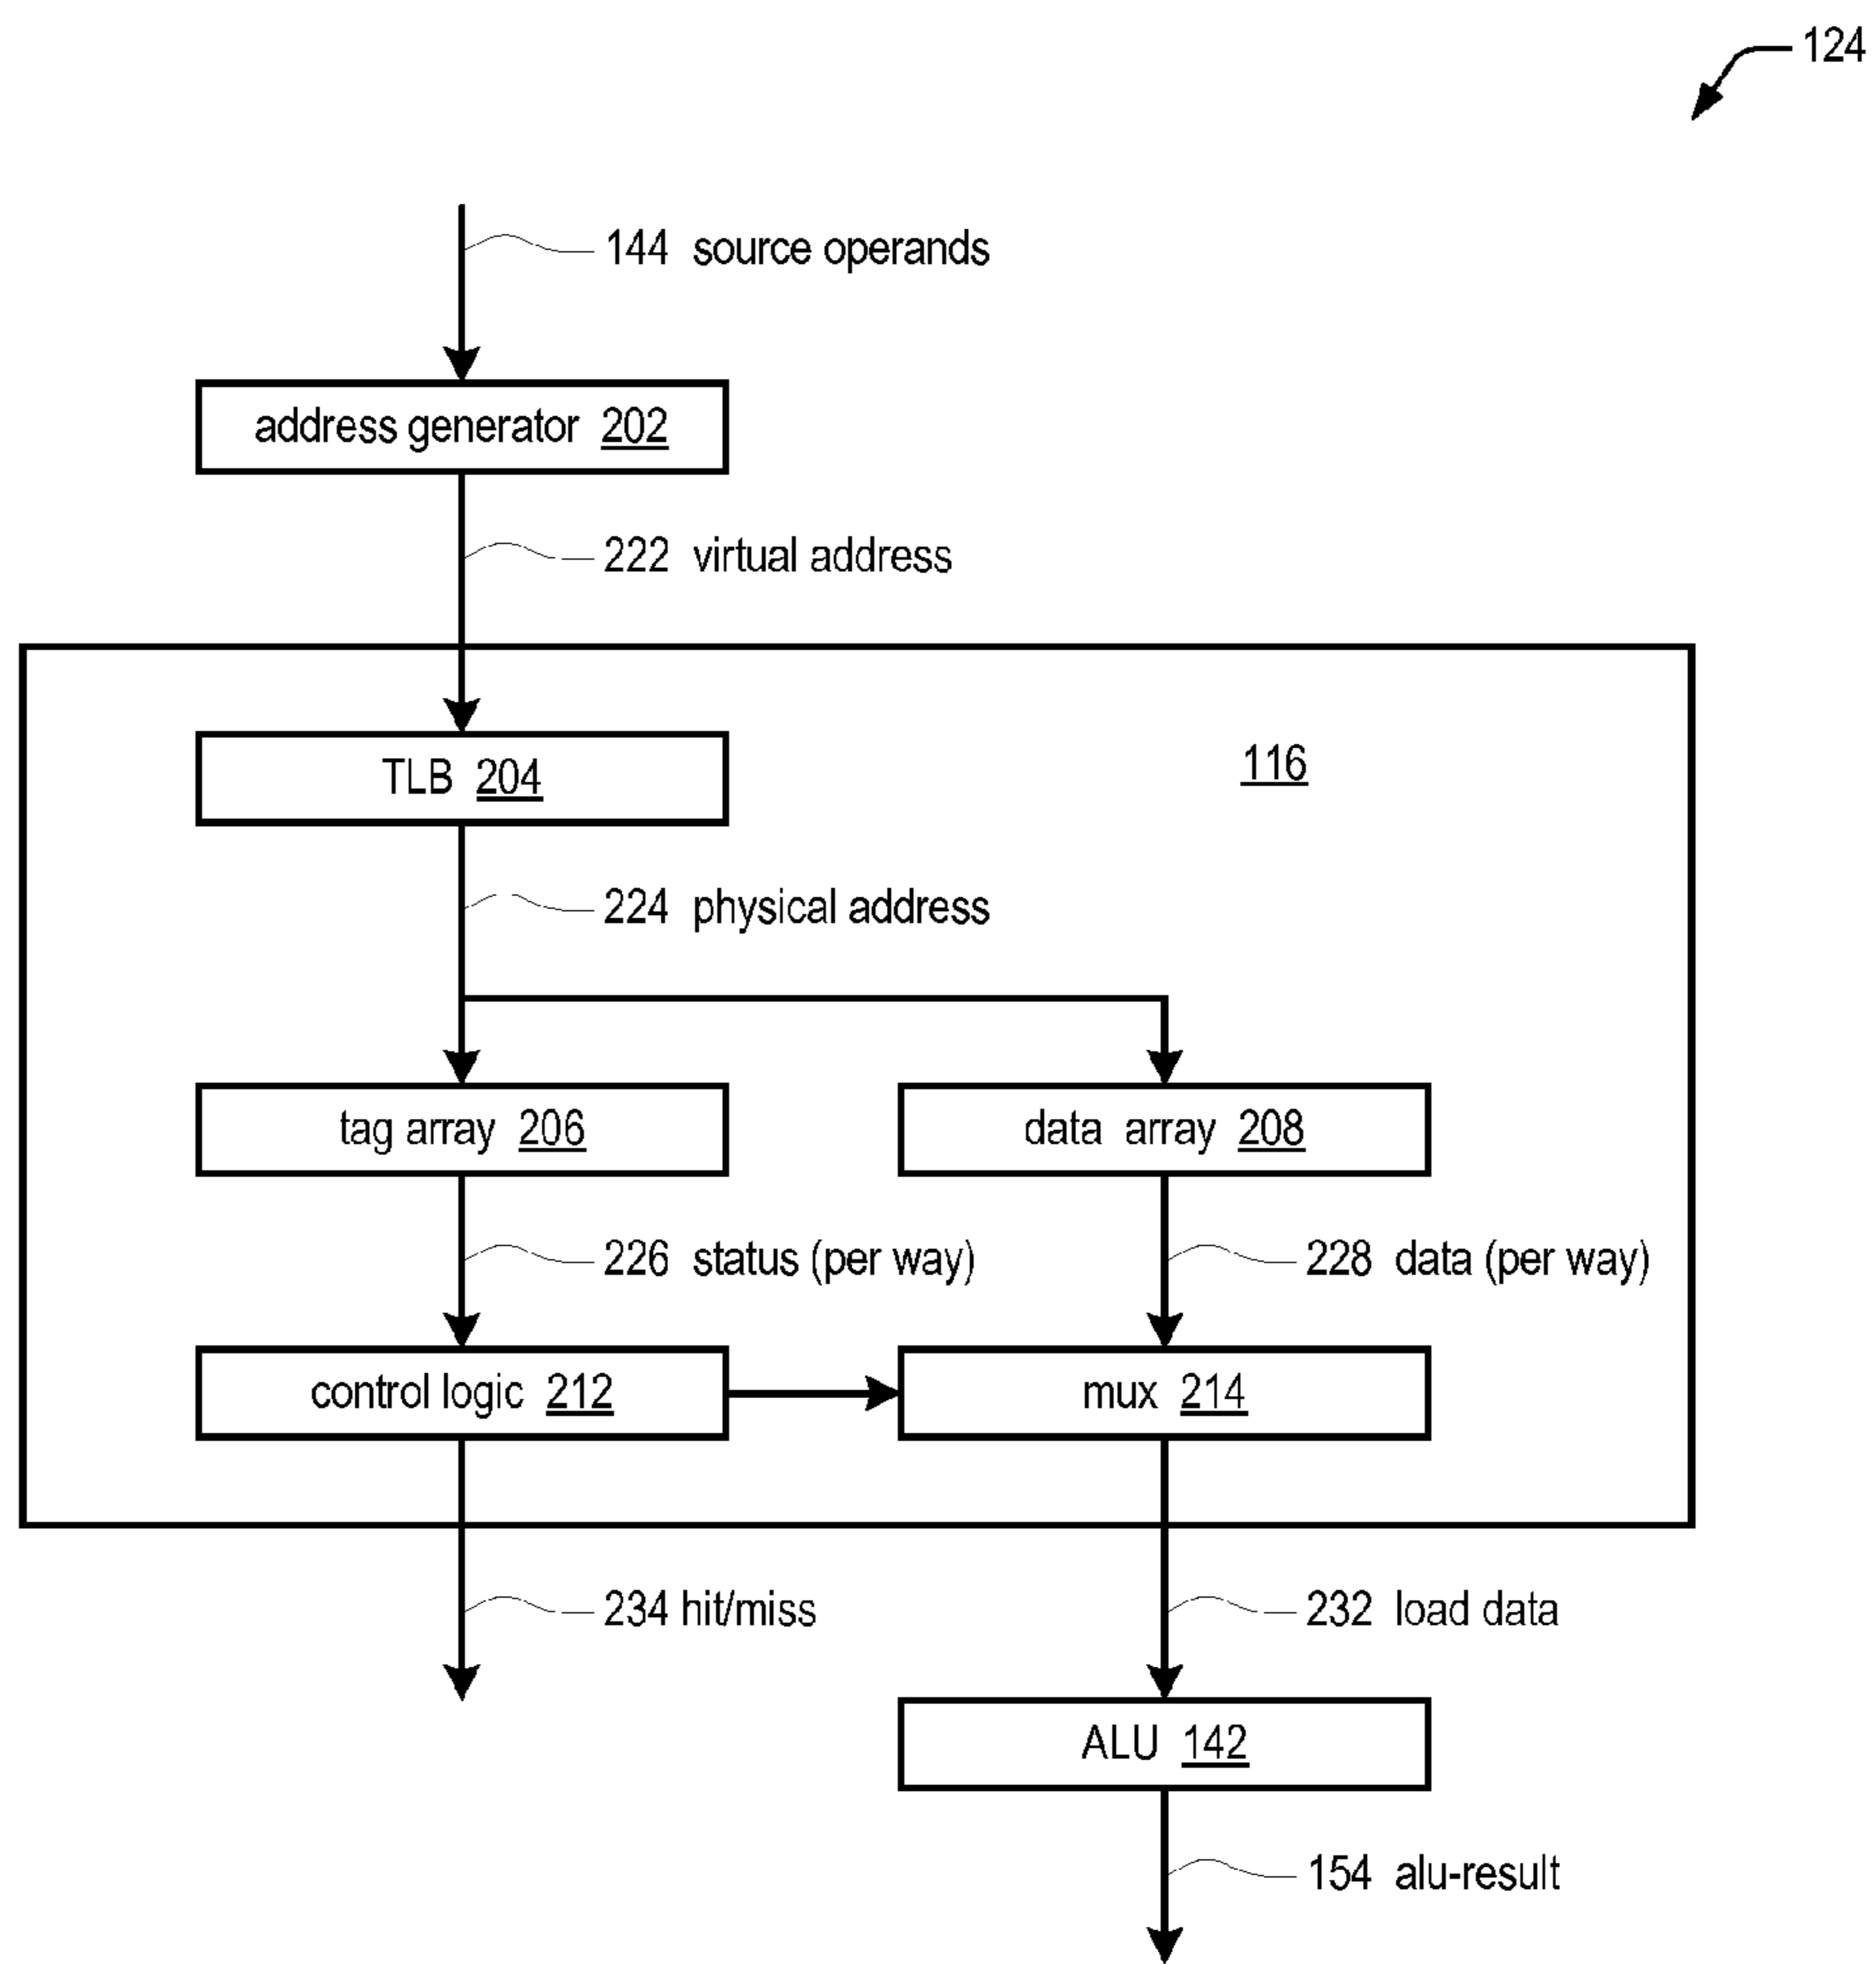 124
144 source operands
address generator 202
222 virtual address
TLB 204
116
224 physical address
tag array 206
data array 208
226 status (per way)
228 data (per way)
control logic 212
mux 214
234 hit/miss
232 load data
ALU 142
154 alu-result